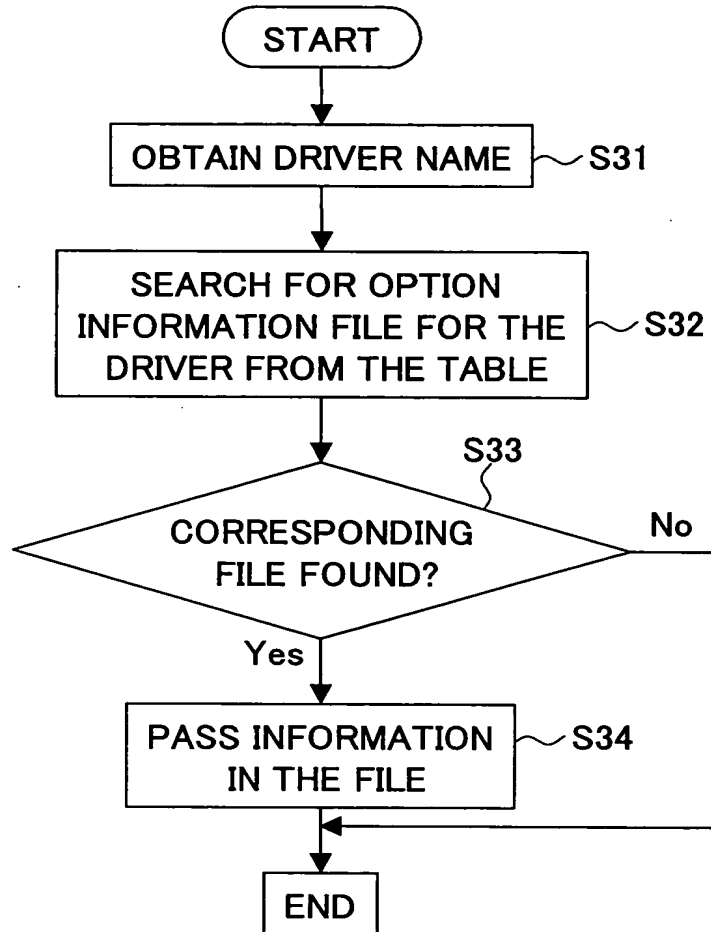 START
OBTAIN DRIVER NAME
S31
SEARCH FOR OPTION
INFORMATION FILE FOR THE
DRIVER FROM THE TABLE
S32
S33
CORRESPONDING
FILE FOUND?
No
Yes
PASS INFORMATION
IN THE FILE
S34
END